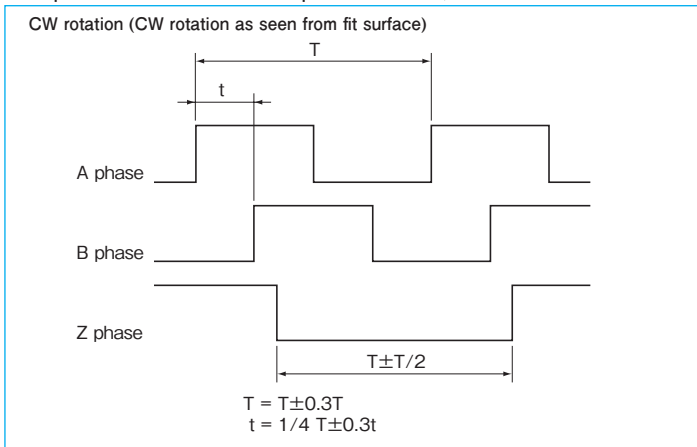 CW rotation (CW rotation as seen from fit surface)
T
t
A phase
B phase
Z phase
T±T/2
T = T±0.3T
t = 1/4 T±0.3t